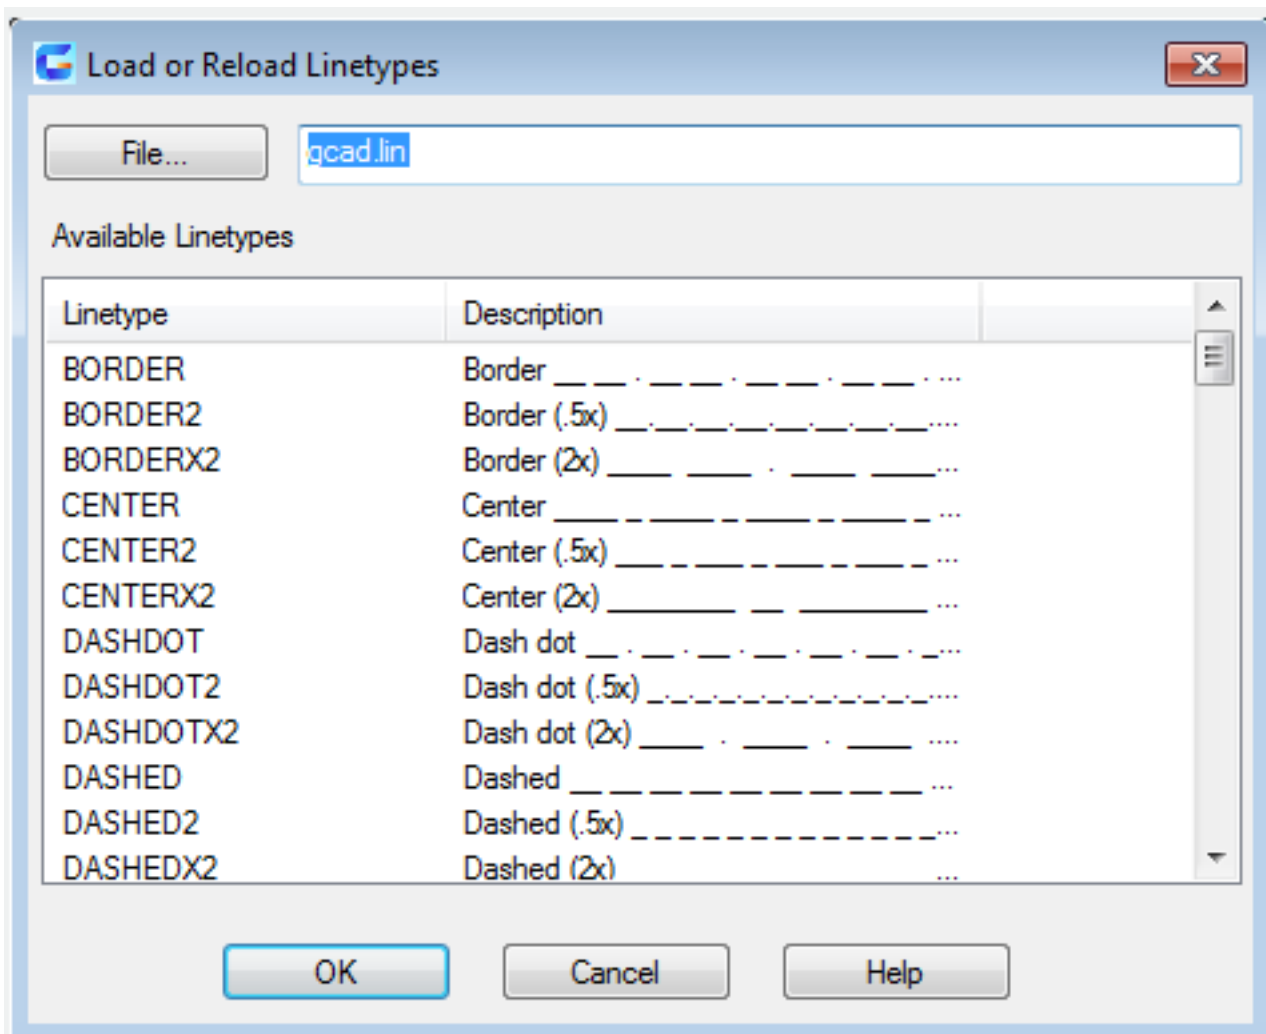 Load or Reload Linetypes
File... gcad.lin
Available Linetypes
Linetype Description
BORDER Border __ __ . __ __ . __ __ . __ __ . ...
BORDER2 Border (.5x) __.__.__.__.__.__.__.__....
BORDERX2 Border (2x) ____  ____  .  ____  ____...
CENTER Center ____ _ ____ _ ____ _ ____ _ ...
CENTER2 Center (.5x) ___ _ ___ _ ___ _ ___ _ ...
CENTERX2 Center (2x) ________  __  ________ ...
DASHDOT Dash dot __ . __ . __ . __ . __ . __ . _...
DASHDOT2 Dash dot (.5x) _._._._._._._._._._._._....
DASHDOTX2 Dash dot (2x) ____  .  ____  .  ____  ....
DASHED Dashed __ __ __ __ __ __ __ __ __ ...
DASHED2 Dashed (.5x) _ _ _ _ _ _ _ _ _ _ _ _ _ _...
DASHEDX2 Dashed (2x) ...
OK Cancel Help